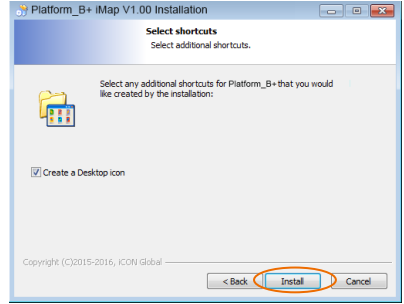 Platform_B+ iMap V1.00 Installation
Select shortcuts
Select additional shortcuts.
Select any additional shortcuts for Platform_B+ that you would
like created by the installation:
Create a Desktop icon
Copyright (C)2015-2016, iCON Global
< Back Install Cancel